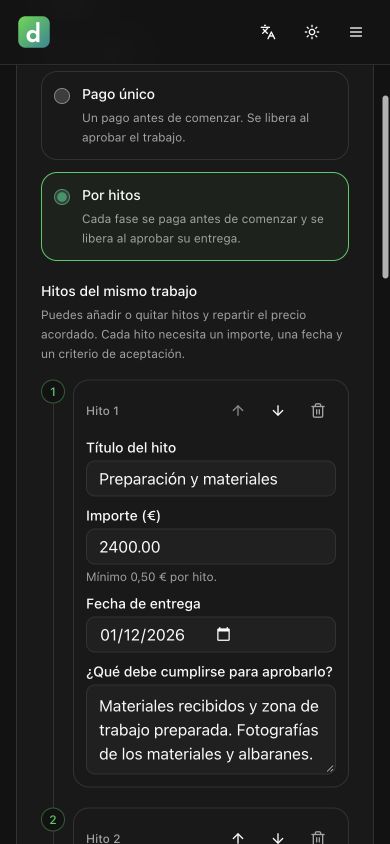 d
Pago único
Un pago antes de comenzar. Se libera al
aprobar el trabajo.
Por hitos
Cada fase se paga antes de comenzar y se
libera al aprobar su entrega.
Hitos del mismo trabajo
Puedes añadir o quitar hitos y repartir el precio
acordado. Cada hito necesita un importe, una fecha y
un criterio de aceptación.
1
Hito 1
Título del hito
Preparación y materiales
Importe (€)
2400.00
Mínimo 0,50 € por hito.
Fecha de entrega
01/12/2026
¿Qué debe cumplirse para aprobarlo?
Materiales recibidos y zona de
trabajo preparada. Fotografías
de los materiales y albaranes.
2
Hito 2